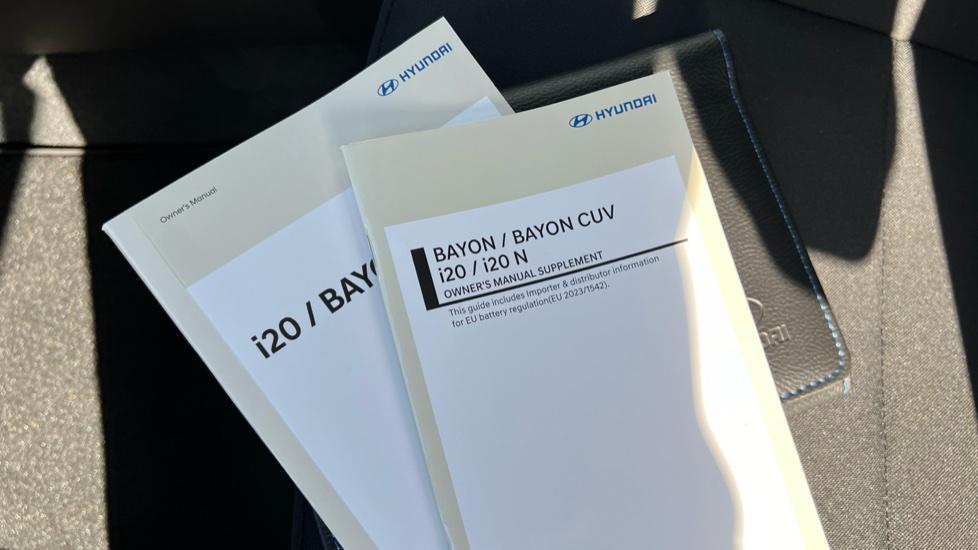 HYUNDAI
Owner's Manual
i20 / BAY
HYUNDAI
BAYON / BAYON CUV
i20 / i20 N
OWNER'S MANUAL SUPPLEMENT
This guide includes Importer & distributor information
for EU battery regulation(EU 2023/1542).